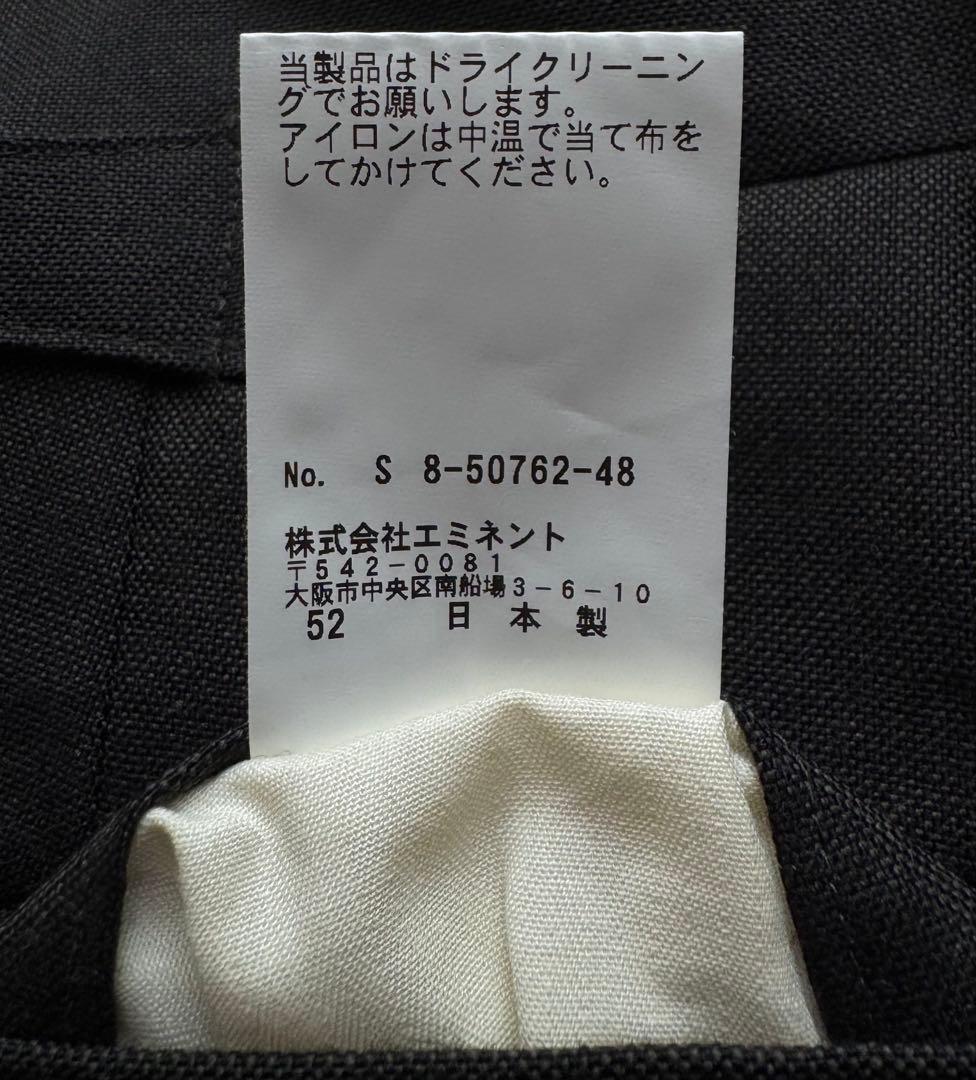 当製品はドライクリーニン
グでお願いします。
アイロンは中温で当て布を
してかけてください。
No. S 8-50762-48
株式会社エミネント
〒542-0081
大阪市中央区南船場3-6-10
52 日本製